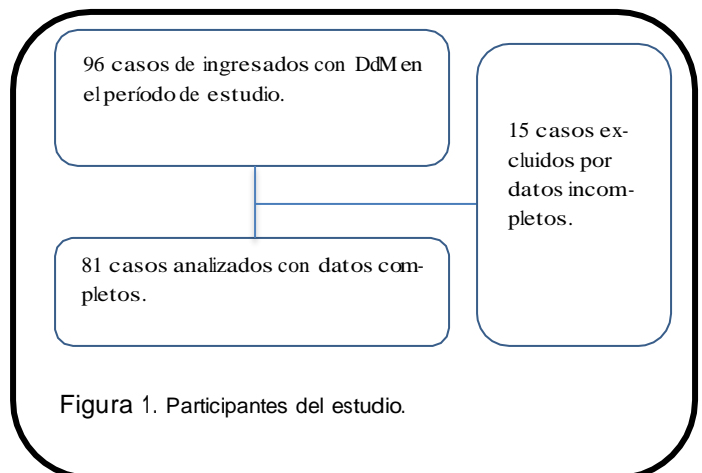 96 casos de ingresados con DdM en
el período de estudio.
15 casos ex-
cluidos por
datos incom-
pletos.
81 casos analizados con datos com-
pletos.
Figura 1. Participantes del estudio.